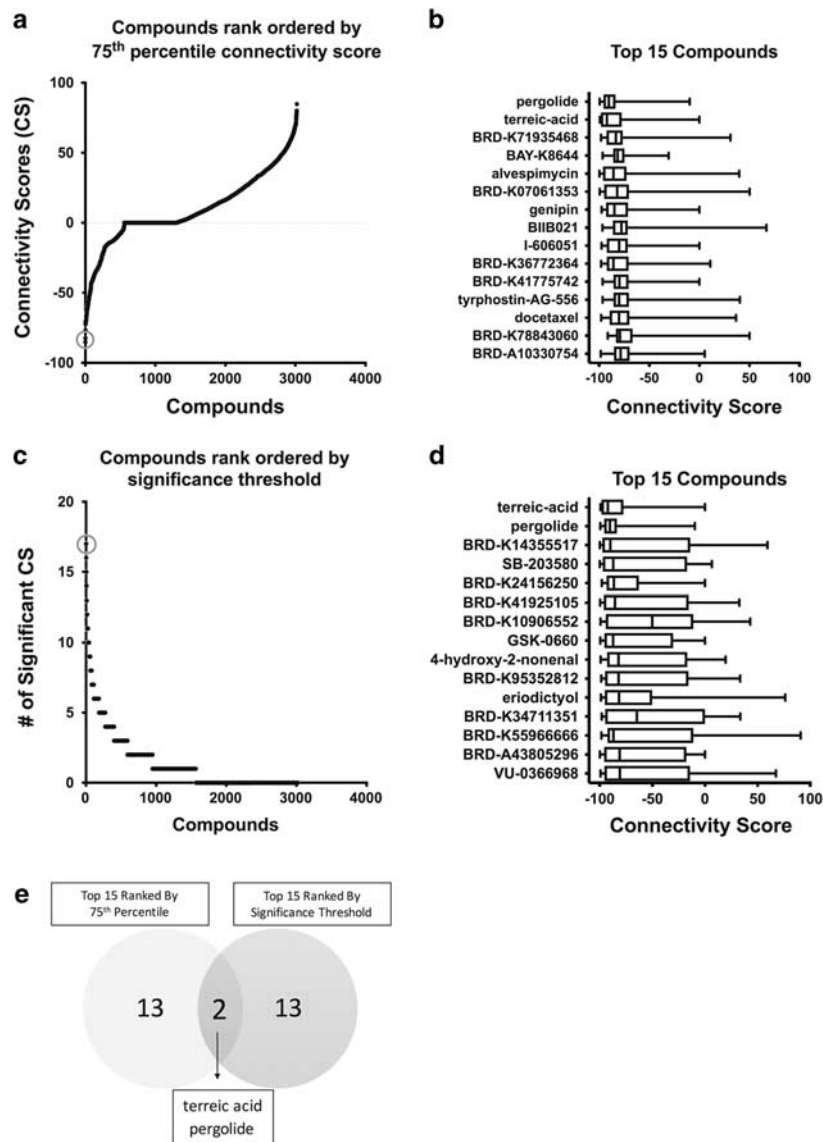 a
Compounds rank ordered by
75th percentile connectivity score
Connectivity Scores (CS)
100
50
0
-50
-100
0
1000
2000
3000
4000
Compounds
b
Top 15 Compounds
pergolide
terreic-acid
BRD-K71935468
BAY-K8644
alvespimycin
BRD-K07061353
genipin
BIIB021
I-606051
BRD-K36772364
BRD-K41775742
tyrphostin-AG-556
docetaxel
BRD-K78843060
BRD-A10330754
-100
-50
0
50
100
Connectivity Score
c
Compounds rank ordered by
significance threshold
# of Significant CS
20
15
10
5
0
0
1000
2000
3000
4000
Compounds
d
Top 15 Compounds
terreic-acid
pergolide
BRD-K14355517
SB-203580
BRD-K24156250
BRD-K41925105
BRD-K10906552
GSK-0660
4-hydroxy-2-nonenal
BRD-K95352812
eriodictyol
BRD-K34711351
BRD-K55966666
BRD-A43805296
VU-0366968
-100
-50
0
50
100
Connectivity Score
e
Top 15 Ranked By
75th Percentile
Top 15 Ranked By
Significance Threshold
13
2
13
terreic acid
pergolide